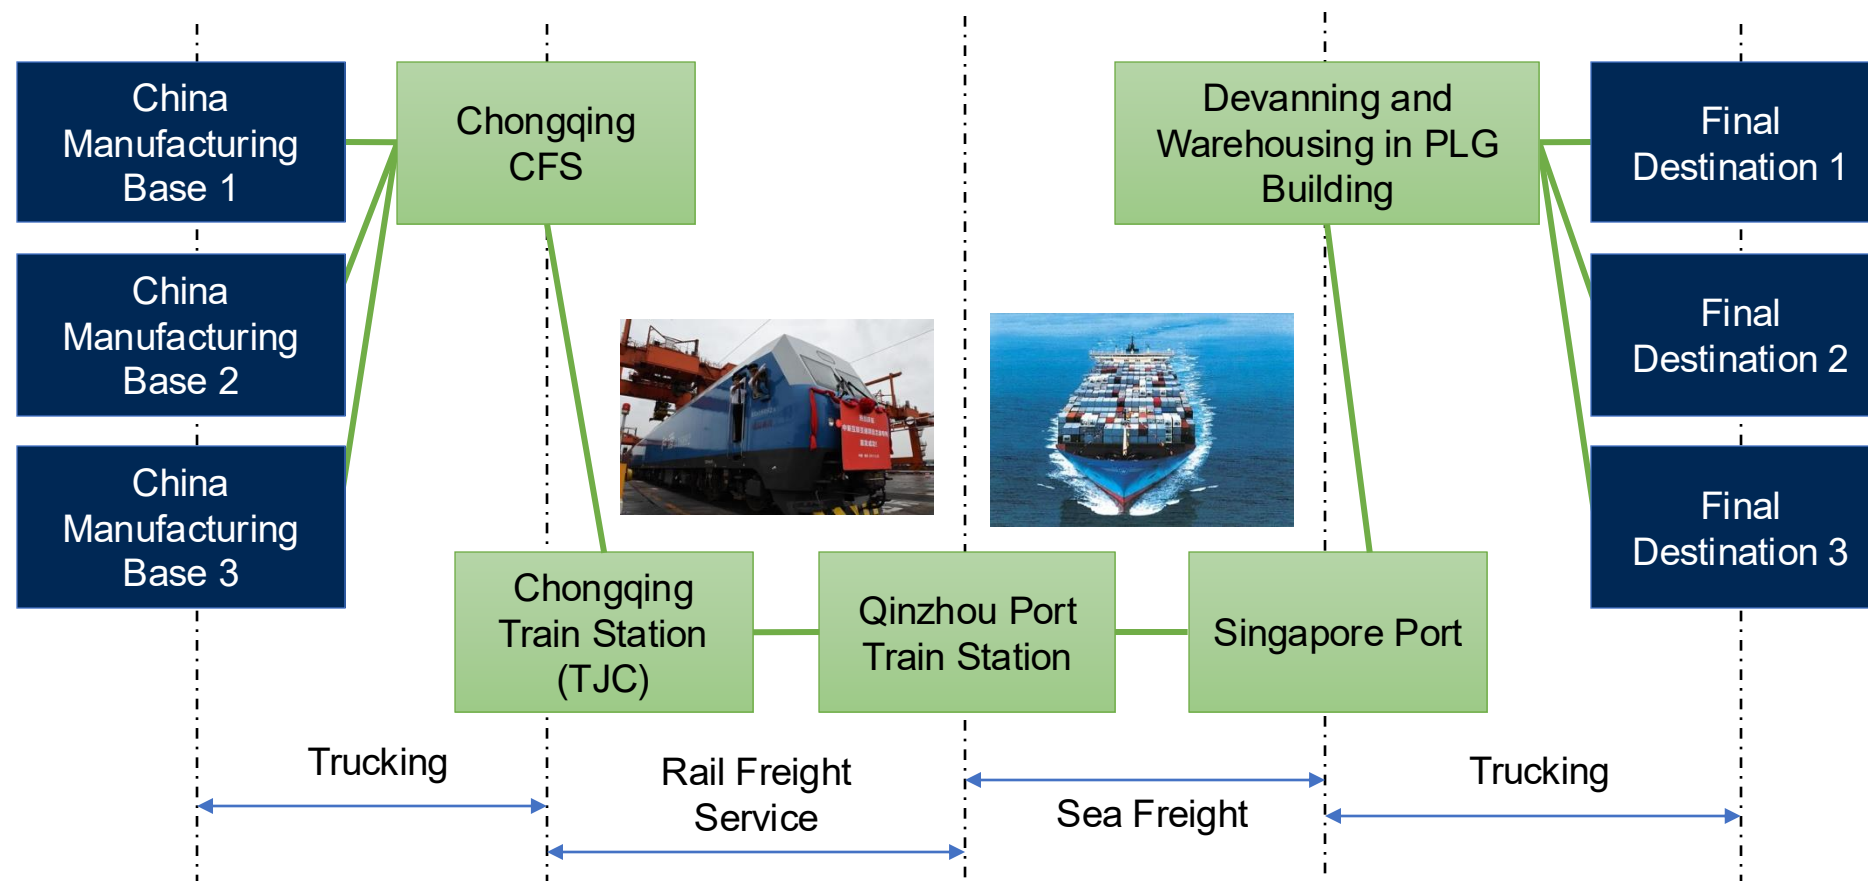 China
Manufacturing
Base 1
China
Manufacturing
Base 2
China
Manufacturing
Base 3
Chongqing
CFS
Devanning and
Warehousing in PLG
Building
Final
Destination 1
Final
Destination 2
Final
Destination 3
Chongqing
Train Station
(TJC)
Qinzhou Port
Train Station
Singapore Port
Trucking
Rail Freight
Service
Sea Freight
Trucking